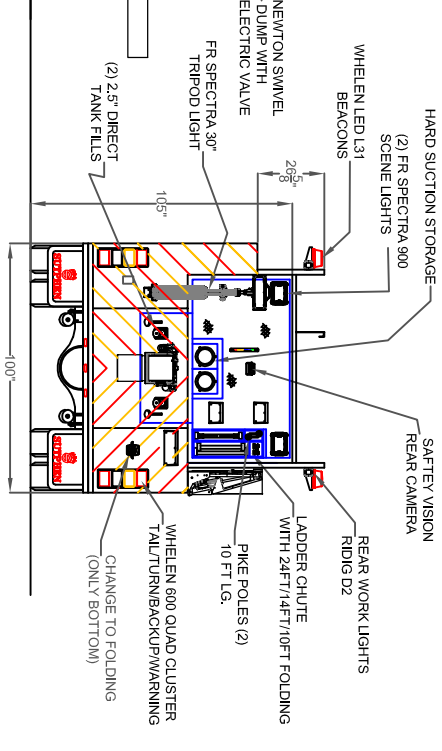 NEWTON SWIVEL
DUMP WITH
ELECTRIC VALVE
FR SPECTRA 30"
TRIPOD LIGHT
(2) 2.5" DIRECT
TANK FILLS
WHELEN LED L31
BEACONS
(2) FR SPECTRA 900
SCENE LIGHTS
HARD SUCTION STORAGE
26 5/8"
105"
100"
SUTPHEN
SUTPHEN
SAFTEY VISION
REAR CAMERA
REAR WORK LIGHTS
RIDIG D2
LADDER CHUTE
WITH 24FT/14FT/10FT FOLDING
PIKE POLES (2)
10 FT LG.
WHELEN 600 QUAD CLUSTER
TAIL/TURN/BACKUP/WARNING
CHANGE TO FOLDING
(ONLY BOTTOM)